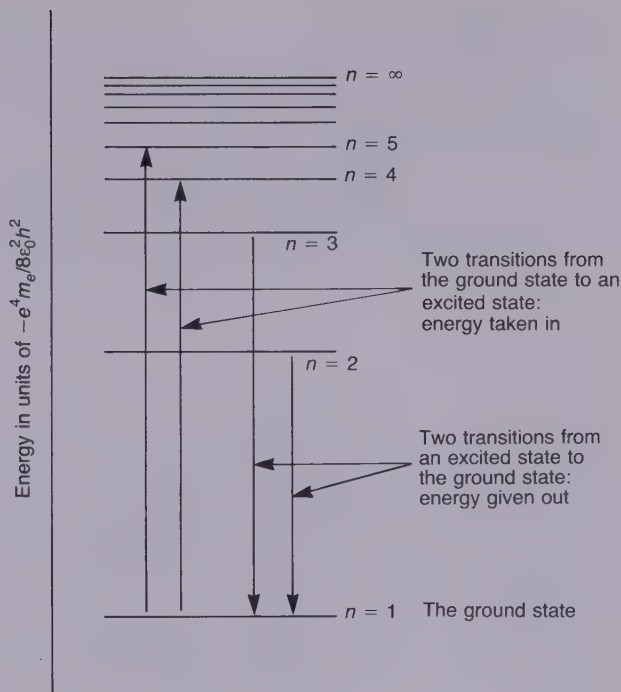 n = ∞
n = 5
n = 4
n = 3
Two transitions from
the ground state to an
excited state:
energy taken in
n = 2
Energy in units of −e⁴mₑ/8ε₀²h²
Two transitions from
an excited state to
the ground state:
energy given out
n = 1 The ground state